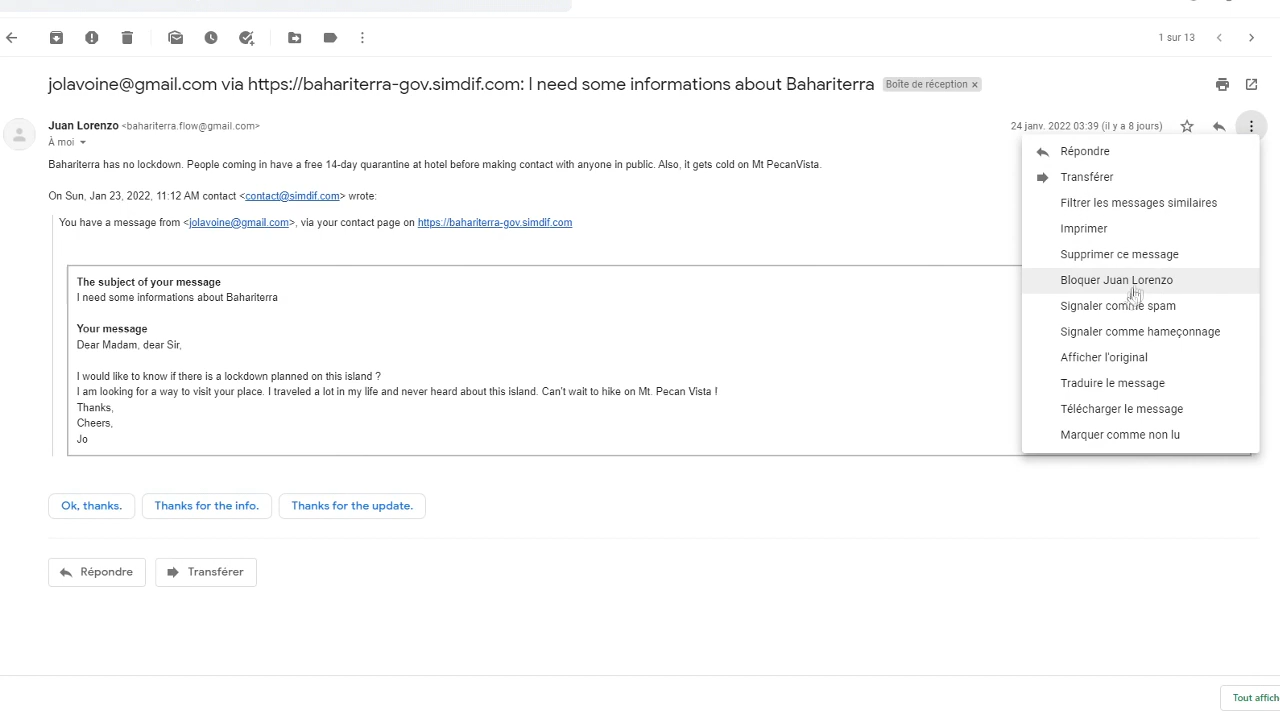 1 sur 13
jolavoine@gmail.com via https://bahariterra-gov.simdif.com: I need some informations about Bahariterra
Boîte de réception ×
Juan Lorenzo <bahariterra.flow@gmail.com>
24 janv. 2022 03:39 (il y a 8 jours)
À moi
Bahariterra has no lockdown. People coming in have a free 14-day quarantine at hotel before making contact with anyone in public. Also, it gets cold on Mt PecanVista.
On Sun, Jan 23, 2022, 11:12 AM contact <contact@simdif.com> wrote:
You have a message from <jolavoine@gmail.com>, via your contact page on https://bahariterra-gov.simdif.com
The subject of your message
I need some informations about Bahariterra
Your message
Dear Madam, dear Sir,
I would like to know if there is a lockdown planned on this island ?
I am looking for a way to visit your place. I traveled a lot in my life and never heard about this island. Can't wait to hike on Mt. Pecan Vista !
Thanks,
Cheers,
Jo
Répondre
Transférer
Filtrer les messages similaires
Imprimer
Supprimer ce message
Bloquer Juan Lorenzo
Signaler comme spam
Signaler comme hameçonnage
Afficher l'original
Traduire le message
Télécharger le message
Marquer comme non lu
Ok, thanks.
Thanks for the info.
Thanks for the update.
Répondre
Transférer
Tout affich